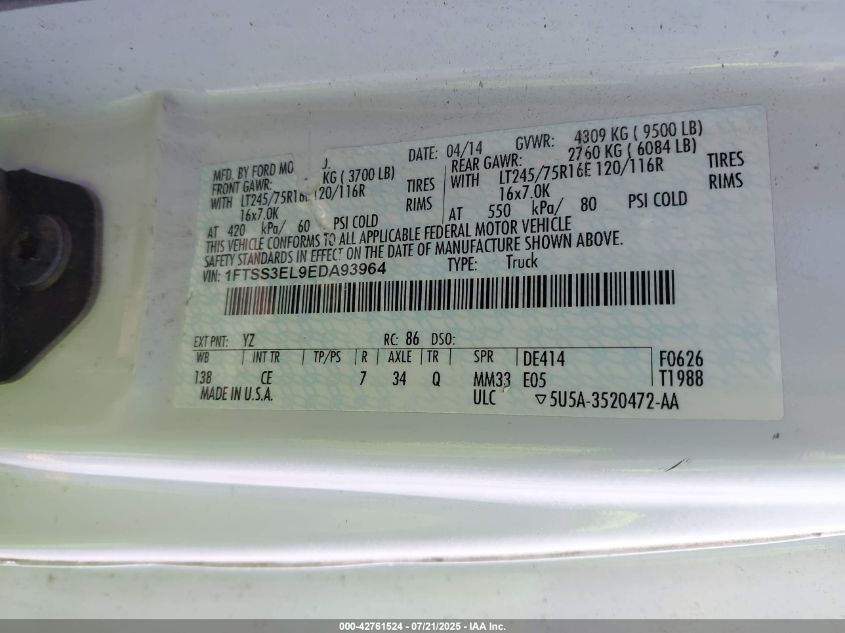 MFD. BY FORD MO
DATE: 04/14 GVWR: 4309 KG ( 9500 LB)
FRONT GAWR: KG ( 3700 LB) REAR GAWR: 2760 KG ( 6084 LB)
WITH LT245/75R16E 120/116R TIRES WITH LT245/75R16E 120/116R TIRES
16x7.0K RIMS 16x7.0K RIMS
AT 420 kPa/ 60 PSI COLD AT 550 kPa/ 80 PSI COLD
THIS VEHICLE CONFORMS TO ALL APPLICABLE FEDERAL MOTOR VEHICLE
SAFETY STANDARDS IN EFFECT ON THE DATE OF MANUFACTURE SHOWN ABOVE.
VIN: 1FTSS3EL9EDA93964 TYPE: Truck
EXT PNT: YZ RC: 86 DSO:
WB INT TR TP/PS R AXLE TR SPR DE414 F0626
138 CE 7 34 Q MM33 E05 T1988
MADE IN U.S.A. ULC ▽5U5A-3520472-AA
000-42761524 - 07/21/2025 - IAA Inc.